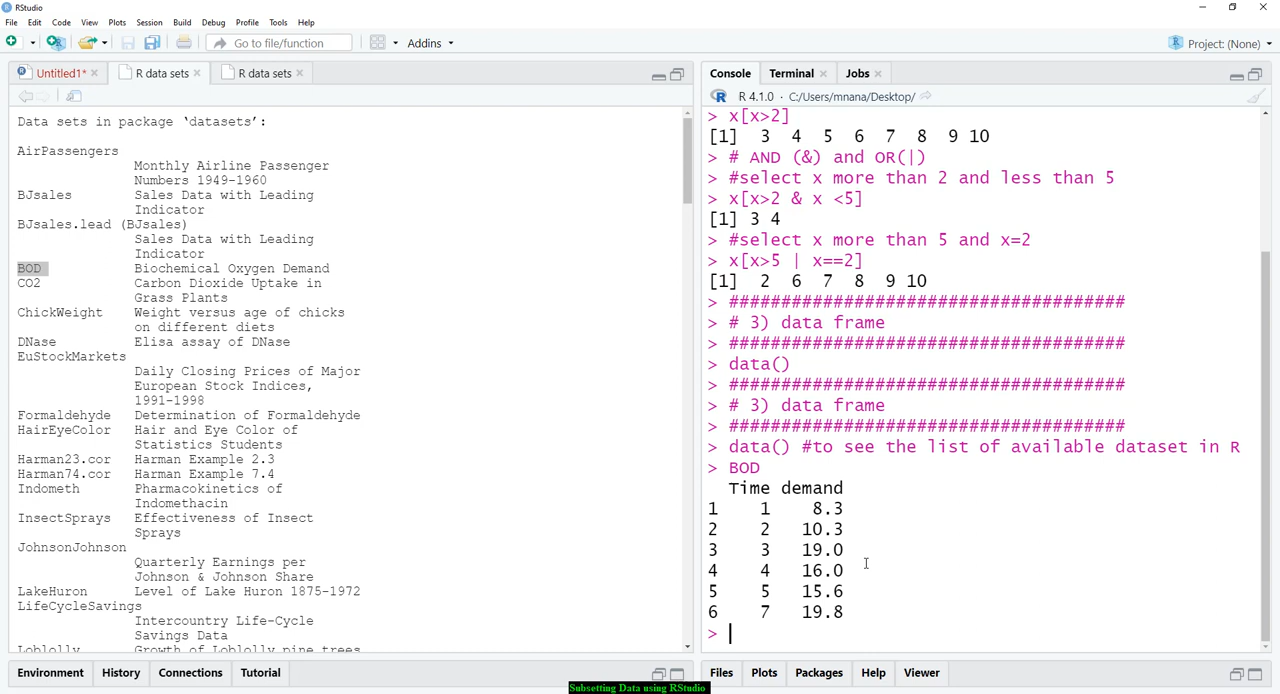 RStudio
File Edit Code View Plots Session Build Debug Profile Tools Help
Go to file/function Addins Project: (None)
Untitled1* R data sets R data sets
Data sets in package ‘datasets’:
AirPassengers
Monthly Airline Passenger
Numbers 1949-1960
BJsales Sales Data with Leading
Indicator
BJsales.lead (BJsales)
Sales Data with Leading
Indicator
BOD Biochemical Oxygen Demand
CO2 Carbon Dioxide Uptake in
Grass Plants
ChickWeight Weight versus age of chicks
on different diets
DNase Elisa assay of DNase
EuStockMarkets
Daily Closing Prices of Major
European Stock Indices,
1991-1998
Formaldehyde Determination of Formaldehyde
HairEyeColor Hair and Eye Color of
Statistics Students
Harman23.cor Harman Example 2.3
Harman74.cor Harman Example 7.4
Indometh Pharmacokinetics of
Indomethacin
InsectSprays Effectiveness of Insect
Sprays
JohnsonJohnson
Quarterly Earnings per
Johnson & Johnson Share
LakeHuron Level of Lake Huron 1875-1972
LifeCycleSavings
Intercountry Life-Cycle
Savings Data
Loblolly Growth of Loblolly pine trees
Environment History Connections Tutorial
Console Terminal Jobs
R 4.1.0 · C:/Users/mnana/Desktop/
> x[x>2]
[1] 3 4 5 6 7 8 9 10
> # AND (&) and OR(|)
> #select x more than 2 and less than 5
> x[x>2 & x <5]
[1] 3 4
> #select x more than 5 and x=2
> x[x>5 | x==2]
[1] 2 6 7 8 9 10
> ######################################
> # 3) data frame
> ######################################
> data()
> ######################################
> # 3) data frame
> ######################################
> data() #to see the list of available dataset in R
> BOD
Time demand
1 1 8.3
2 2 10.3
3 3 19.0
4 4 16.0
5 5 15.6
6 7 19.8
>
Files Plots Packages Help Viewer
Subsetting Data using RStudio